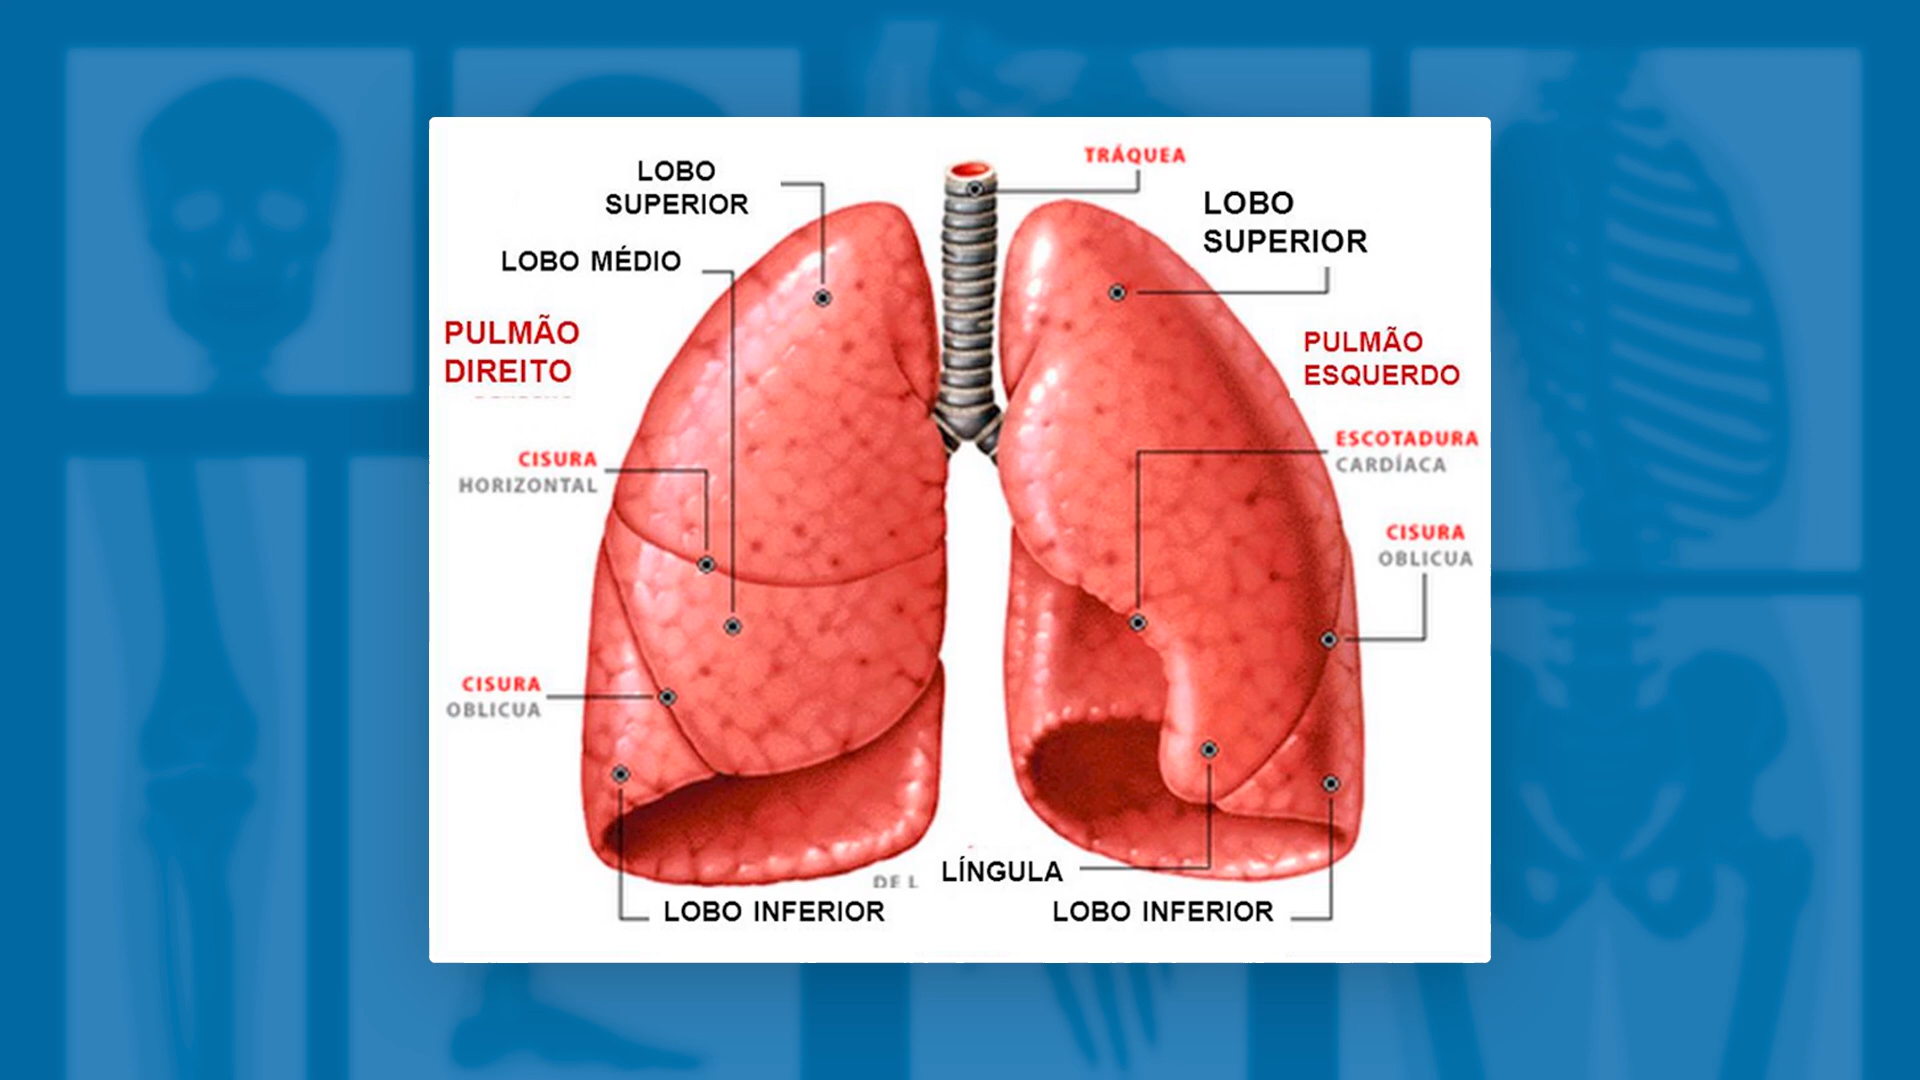 TRÁQUEA
LOBO
SUPERIOR
LOBO
SUPERIOR
LOBO MÉDIO
PULMÃO
DIREITO
PULMÃO
ESQUERDO
ESCOTADURA
CARDÍACA
CISURA
HORIZONTAL
CISURA
OBLICUA
CISURA
OBLICUA
LÍNGULA
DE L
LOBO INFERIOR
LOBO INFERIOR